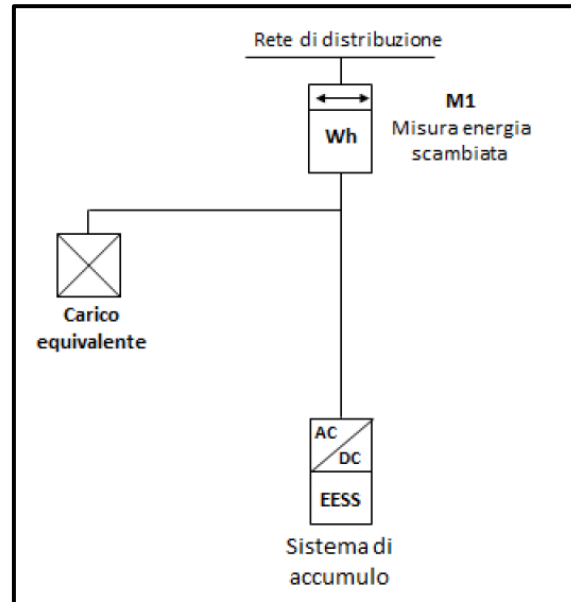 Rete di distribuzione
M1
Wh
Misura energia
scambiata
Carico
equivalente
AC
DC
EESS
Sistema di
accumulo